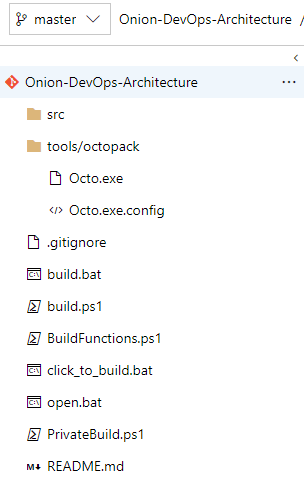 master Onion-DevOps-Architecture /
Onion-DevOps-Architecture ...
src
tools/octopack
Octo.exe
Octo.exe.config
.gitignore
build.bat
build.ps1
BuildFunctions.ps1
click_to_build.bat
open.bat
PrivateBuild.ps1
README.md